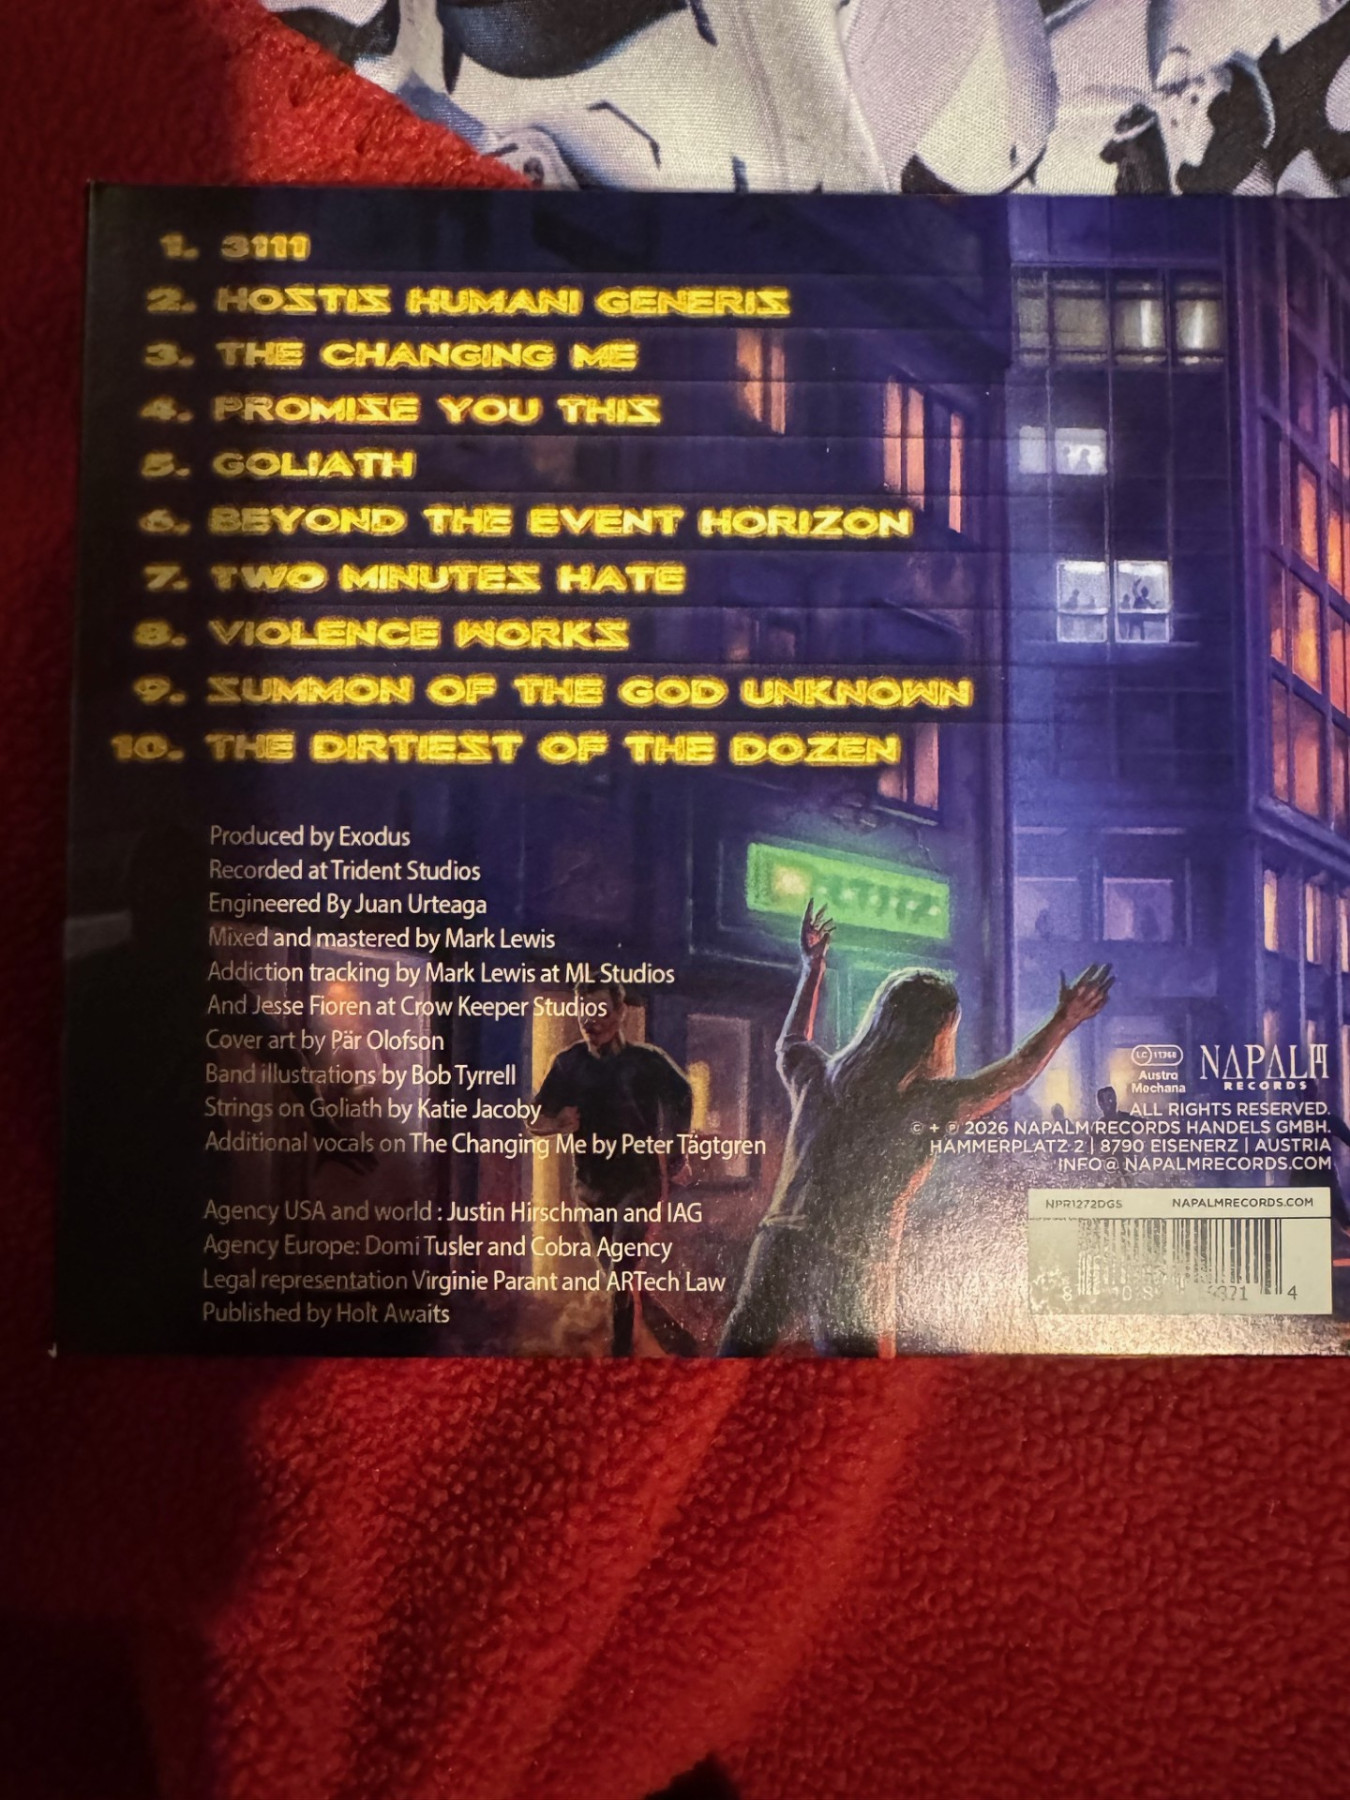 1. 3111
2. HOSTIS HUMANI GENERIS
3. THE CHANGING ME
4. PROMISE YOU THIS
5. GOLIATH
6. BEYOND THE EVENT HORIZON
7. TWO MINUTES HATE
8. VIOLENCE WORKS
9. SUMMON OF THE GOD UNKNOWN
10. THE DIRTIEST OF THE DOZEN
Produced by Exodus
Recorded at Trident Studios
Engineered By Juan Urteaga
Mixed and mastered by Mark Lewis
Addiction tracking by Mark Lewis at ML Studios
And Jesse Fioren at Crow Keeper Studios
Cover art by Pär Olofson
Band illustrations by Bob Tyrrell
Strings on Goliath by Katie Jacoby
Additional vocals on The Changing Me by Peter Tägtgren
Agency USA and world : Justin Hirschman and IAG
Agency Europe: Domi Tusler and Cobra Agency
Legal representation Virginie Parant and ARTech Law
Published by Holt Awaits
LC 11368
Austro
Mechana
NAPALM
RECORDS
ALL RIGHTS RESERVED.
© + ℗ 2026 NAPALM RECORDS HANDELS GMBH.
HAMMERPLATZ 2 | 8790 EISENERZ | AUSTRIA
INFO@NAPALMRECORDS.COM
NPR1272DGS NAPALMRECORDS.COM
4